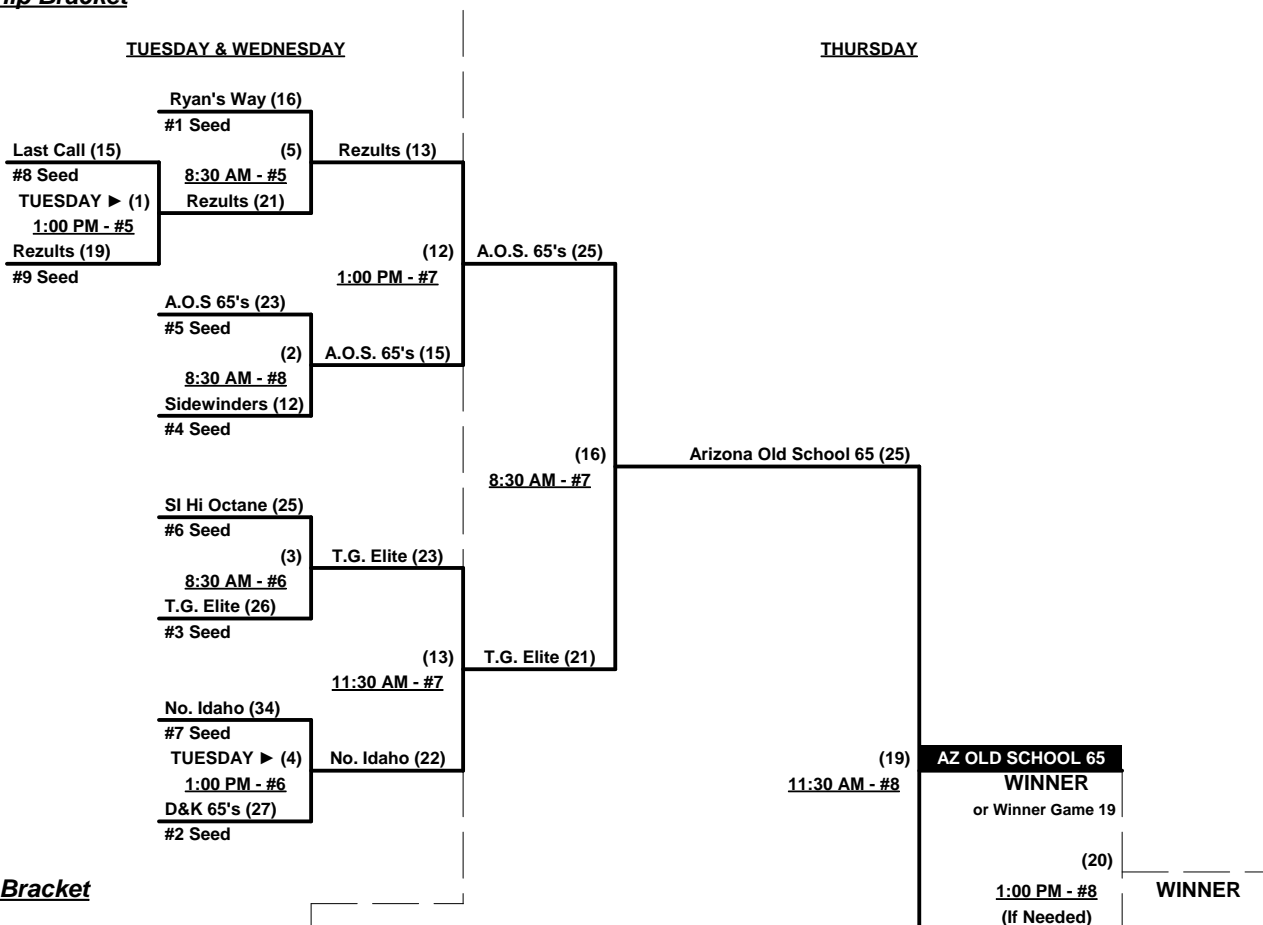 Bracket
TUESDAY & WEDNESDAY
THURSDAY
Ryan's Way (16)
#1 Seed
Last Call (15)
(5)
Rezults (13)
#8 Seed
8:30 AM - #5
TUESDAY ► (1)
Rezults (21)
1:00 PM - #5
Rezults (19)
(12)
A.O.S. 65's (25)
#9 Seed
1:00 PM - #7
A.O.S 65's (23)
#5 Seed
(2)
A.O.S. 65's (15)
8:30 AM - #8
Sidewinders (12)
#4 Seed
(16)
Arizona Old School 65 (25)
8:30 AM - #7
SI Hi Octane (25)
#6 Seed
(3)
T.G. Elite (23)
8:30 AM - #6
T.G. Elite (26)
#3 Seed
(13)
T.G. Elite (21)
11:30 AM - #7
No. Idaho (34)
#7 Seed
TUESDAY ► (4)
No. Idaho (22)
(19)
AZ OLD SCHOOL 65
1:00 PM - #6
11:30 AM - #8
WINNER
D&K 65's (27)
or Winner Game 19
#2 Seed
(20)
Bracket
1:00 PM - #8
WINNER
(If Needed)